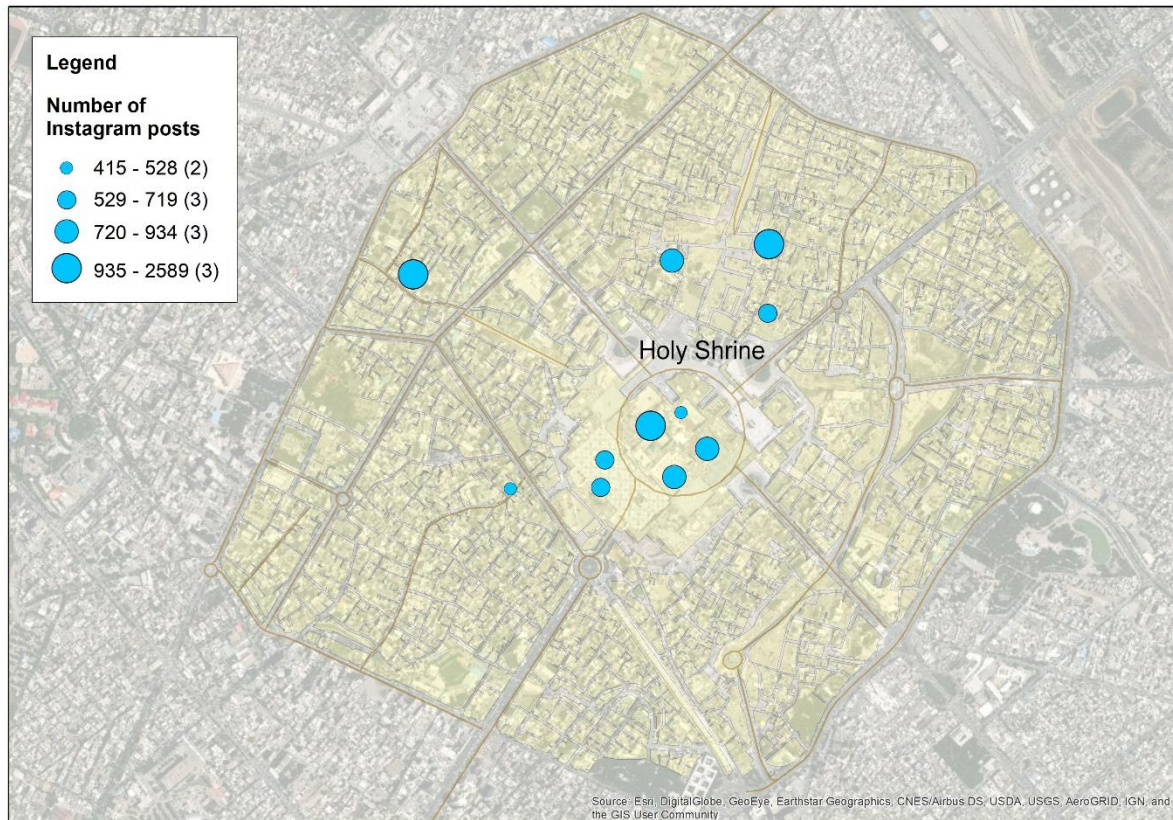 Legend
Number of
Instagram posts
415 - 528 (2)
529 - 719 (3)
720 - 934 (3)
935 - 2589 (3)
Holy Shrine
Source: Esri, DigitalGlobe, GeoEye, Earthstar Geographics, CNES/Airbus DS, USDA, USGS, AeroGRID, IGN, and
the GIS User Community